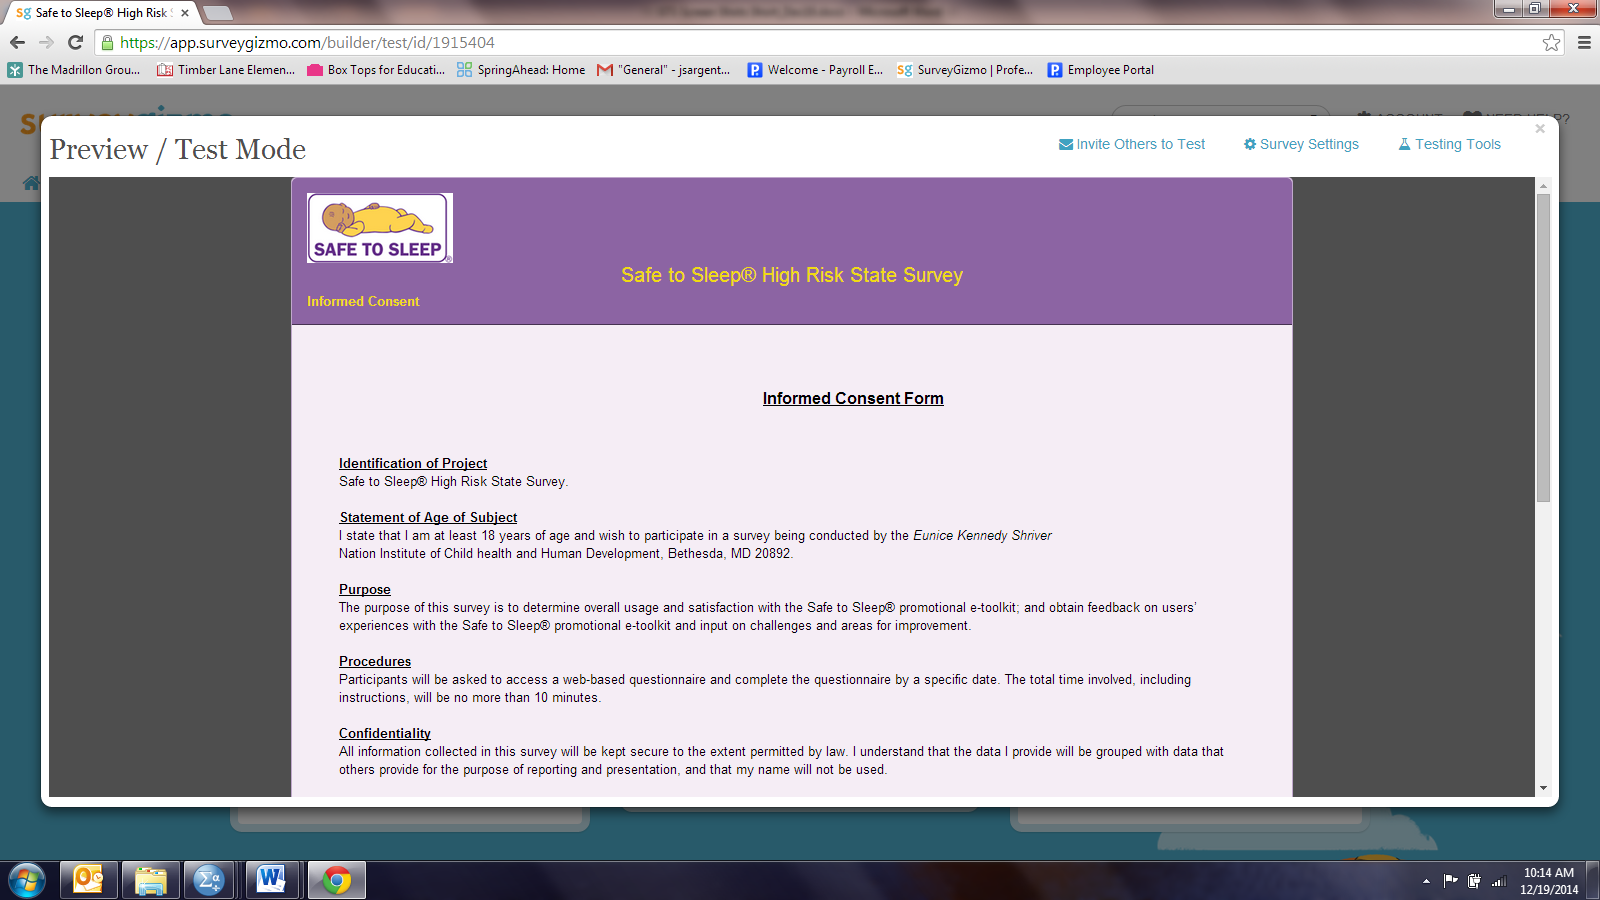 Safe to Sleep® High Risk S
https://app.surveygizmo.com/builder/test/id/1915404
The Madrillon Grou... Timber Lane Elemen... Box Tops for Educati... SpringAhead: Home "General" - jsargent... Welcome - Payroll E... SurveyGizmo | Profe... Employee Portal
Preview / Test Mode
Invite Others to Test Survey Settings Testing Tools
SAFE TO SLEEP®
Safe to Sleep® High Risk State Survey
Informed Consent
Informed Consent Form
Identification of Project
Safe to Sleep® High Risk State Survey.
Statement of Age of Subject
I state that I am at least 18 years of age and wish to participate in a survey being conducted by the Eunice Kennedy Shriver
Nation Institute of Child health and Human Development, Bethesda, MD 20892.
Purpose
The purpose of this survey is to determine overall usage and satisfaction with the Safe to Sleep® promotional e-toolkit; and obtain feedback on users’
experiences with the Safe to Sleep® promotional e-toolkit and input on challenges and areas for improvement.
Procedures
Participants will be asked to access a web-based questionnaire and complete the questionnaire by a specific date. The total time involved, including
instructions, will be no more than 10 minutes.
Confidentiality
All information collected in this survey will be kept secure to the extent permitted by law. I understand that the data I provide will be grouped with data that
others provide for the purpose of reporting and presentation, and that my name will not be used.
10:14 AM
12/19/2014